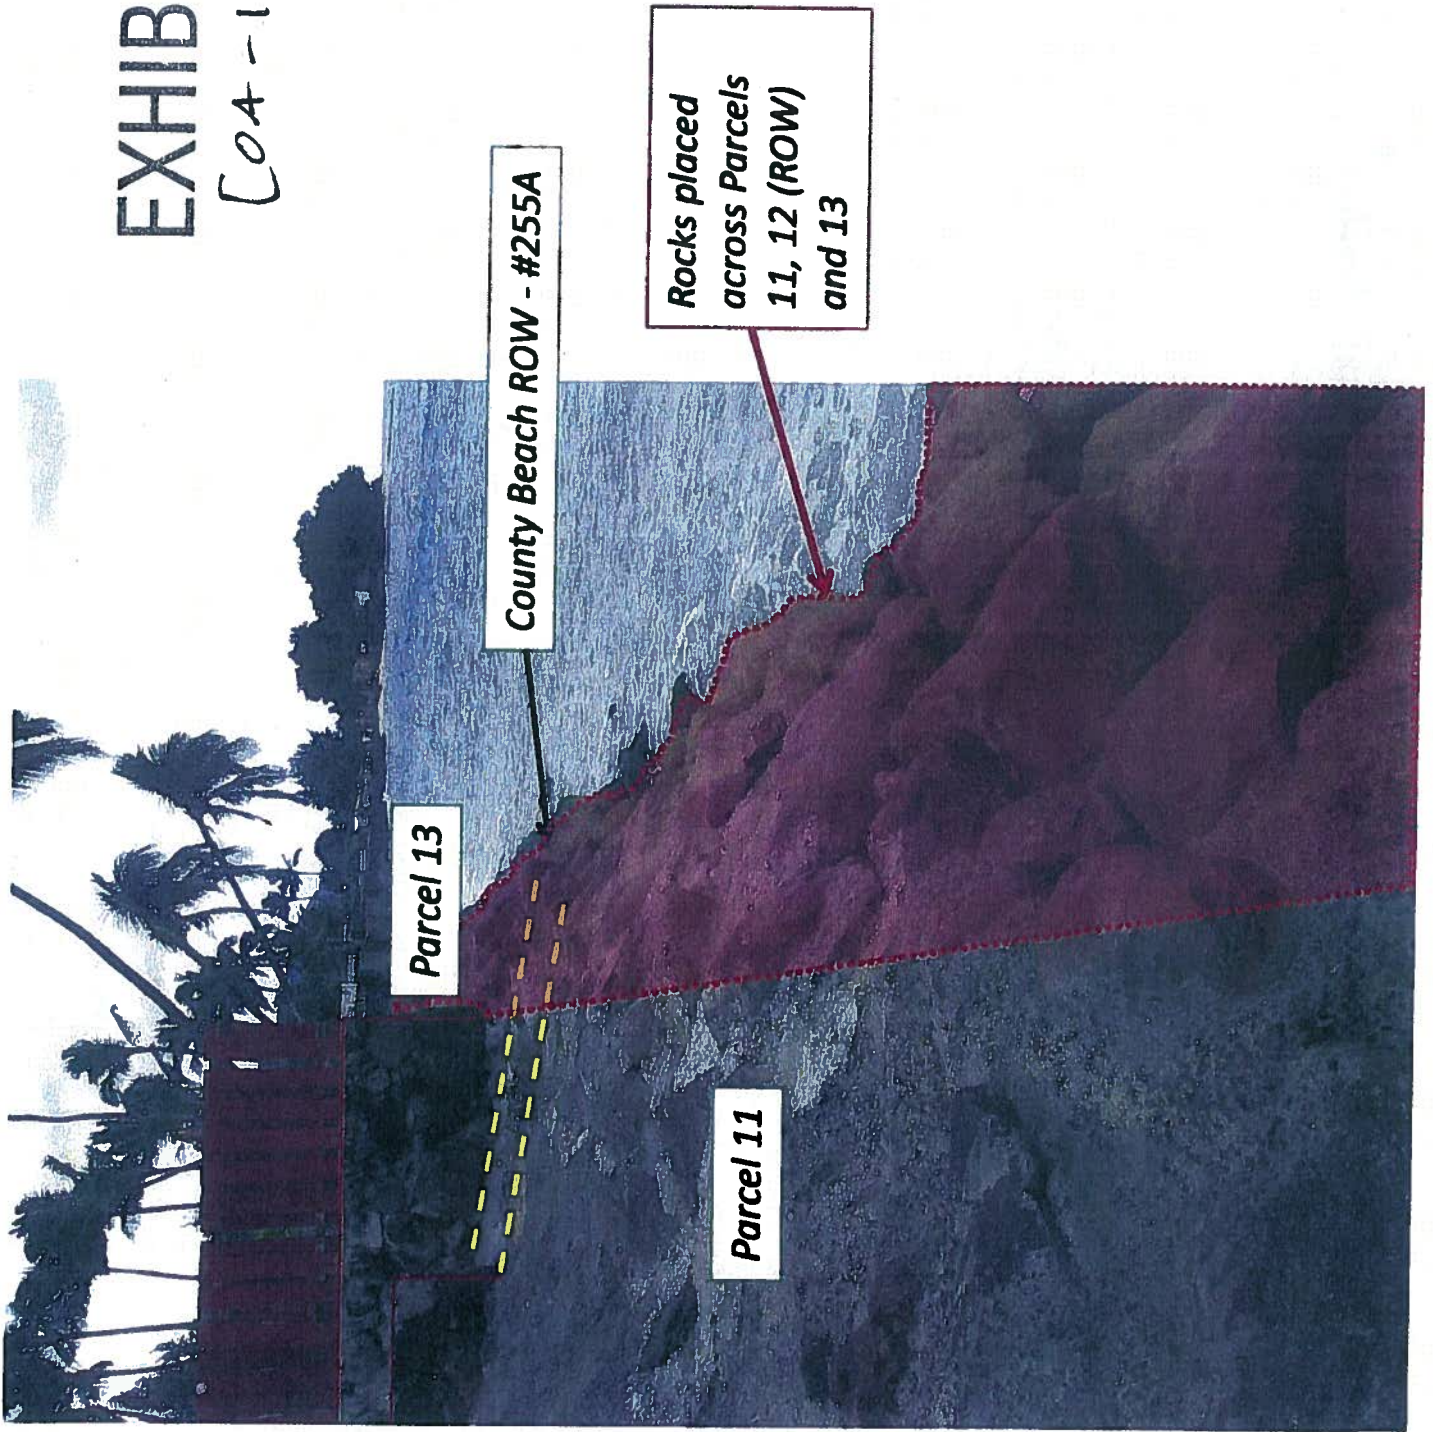 EXHIB
COA-1
County Beach ROW - #255A
Rocks placed
across Parcels
11, 12 (ROW)
and 13
Parcel 13
Parcel 11